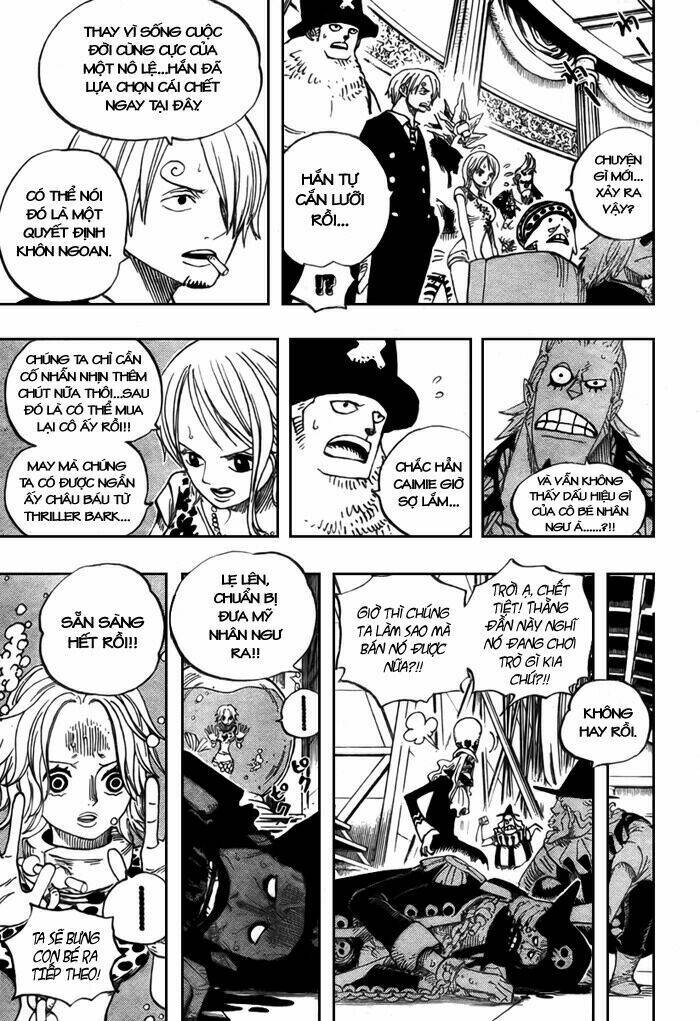 CHUYỆN
GÌ MỚI...
XẢY RA
VẬY?
HẮN TỰ
CẮN LƯỠI
RỒI...
!?
THAY VÌ SỐNG CUỘC
ĐỜI CŨNG CỰC CỦA
MỘT NÔ LỆ...HẮN ĐÃ
LỰA CHỌN CÁI CHẾT
NGAY TẠI ĐÂY.
CÓ THỂ NÓI
ĐÓ LÀ MỘT
QUYẾT ĐỊNH
KHÔN NGOAN.
VÀ VẪN KHÔNG
THẤY DẤU HIỆU GÌ
CỦA CÔ BÉ NHÂN
NGƯ À......?!!
CHẮC HẲN
CAIMIE GIỜ
SỢ LẮM...
CHÚNG TA CHỈ CẦN
CỐ NHẪN NHỊN THÊM
CHÚT NỮA THÔI...SAU
ĐÓ LÀ CÓ THỂ MUA
LẠI CÔ ẤY RỒI!!
MAY MÀ CHÚNG
TA CÓ ĐƯỢC NGẦN
ẤY CHÂU BÁU TỪ
THRILLER BARK...
TRỜI Ạ, CHẾT
TIỆT! THẰNG
ĐẦN NÀY NGHĨ
NÓ ĐANG CHƠI
TRÒ GÌ KIA
CHỨ?!!
GIỜ THÌ CHÚNG
TA LÀM SAO MÀ
BÁN NÓ ĐƯỢC
NỮA?!!
KHÔNG
HAY RỒI.
LẸ LÊN,
CHUẨN BỊ
ĐƯA MỸ
NHÂN NGƯ
RA!!
SẴN SÀNG
HẾT RỒI!!
TA SẼ BƯNG
CON BÉ RA
TIẾP THEO!